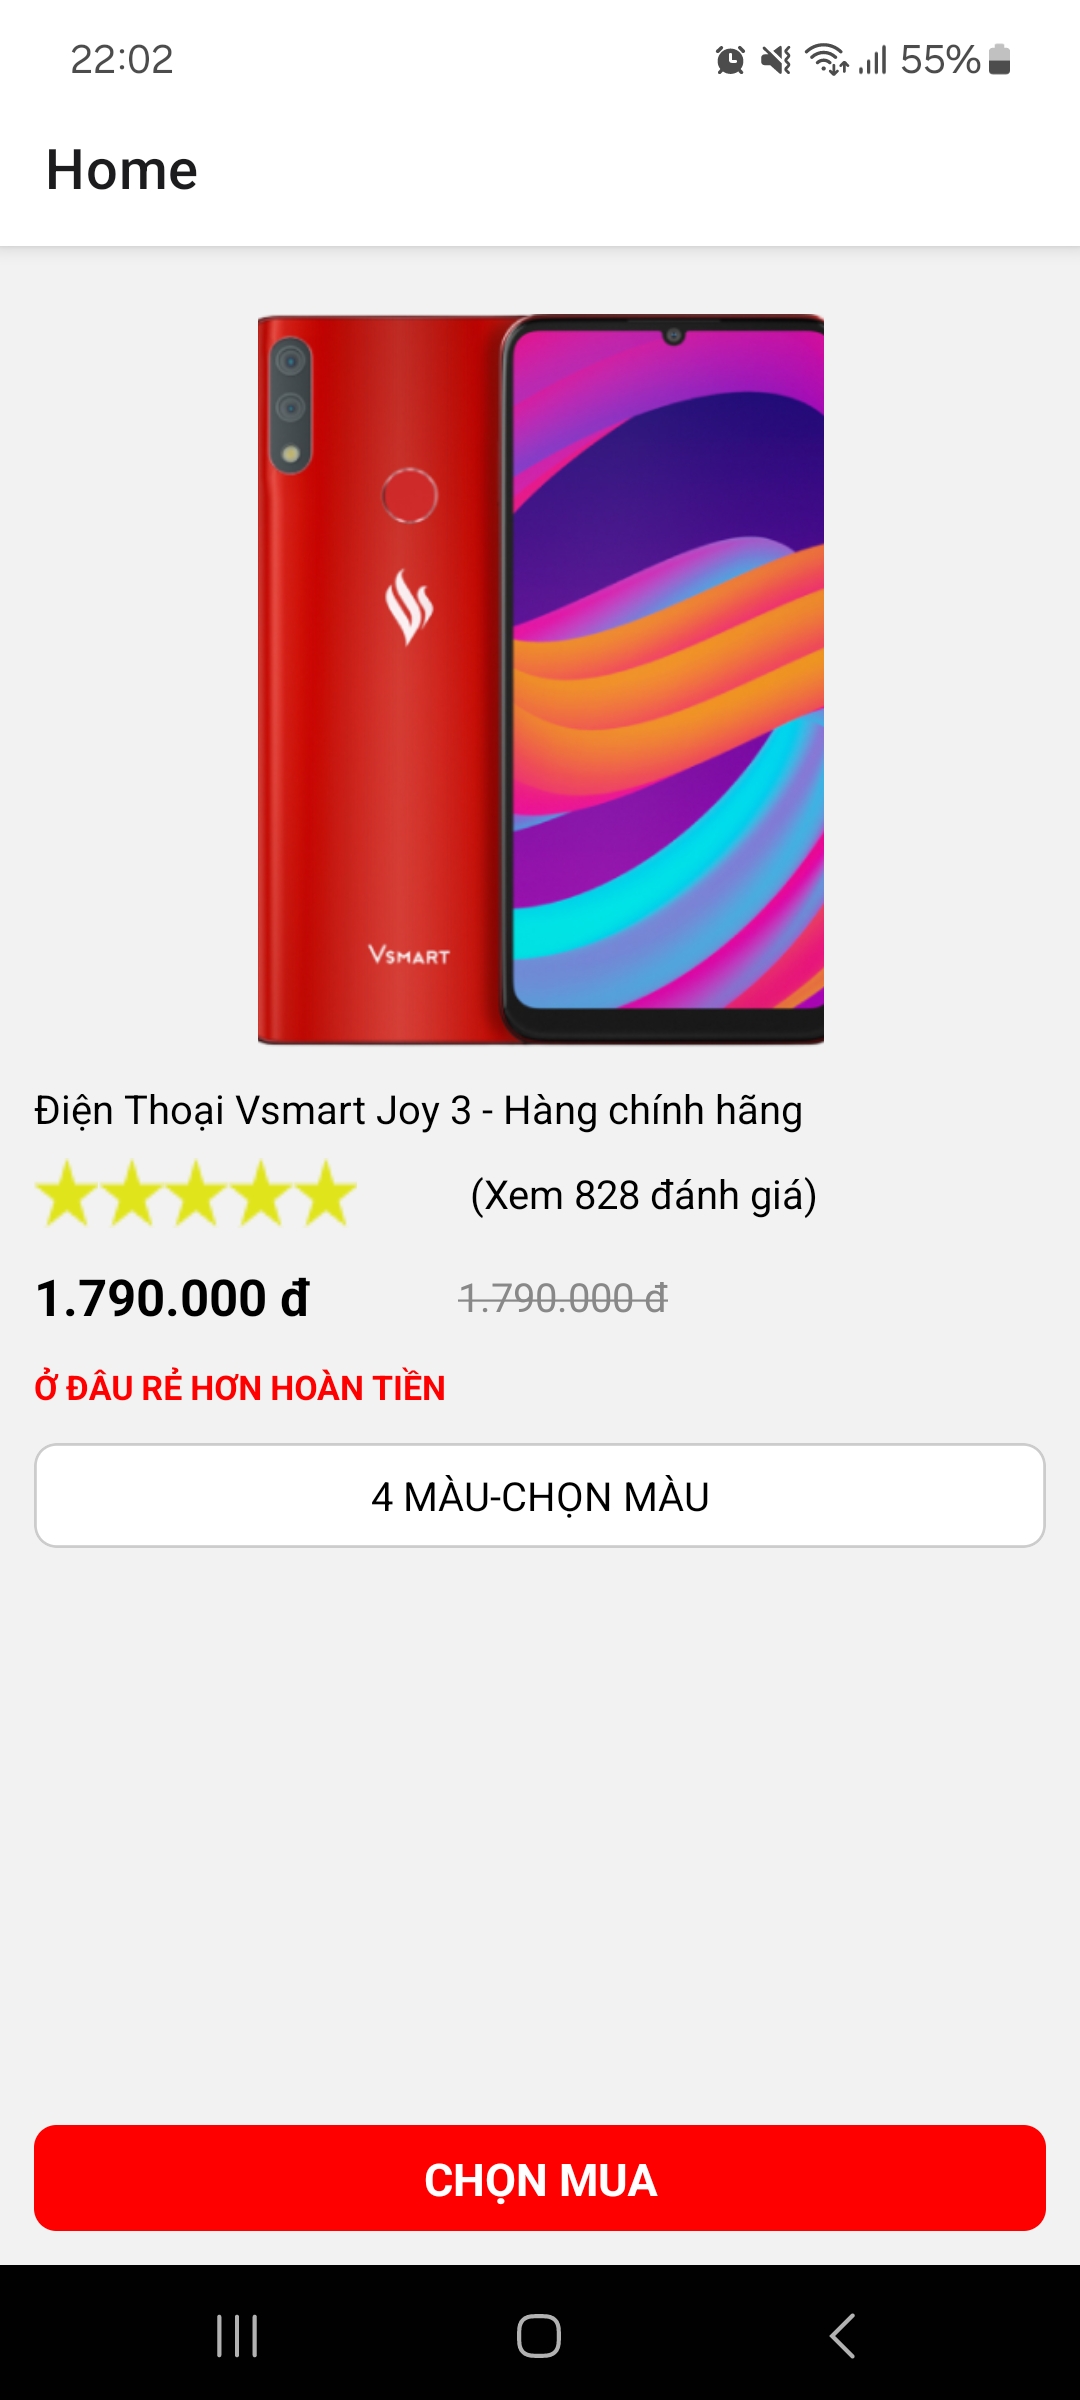 22:02
55%
Home
VSMART
Điện Thoại Vsmart Joy 3 - Hàng chính hãng
(Xem 828 đánh giá)
1.790.000 đ
1.790.000 đ
Ở ĐÂU RẺ HƠN HOÀN TIỀN
4 MÀU-CHỌN MÀU
CHỌN MUA